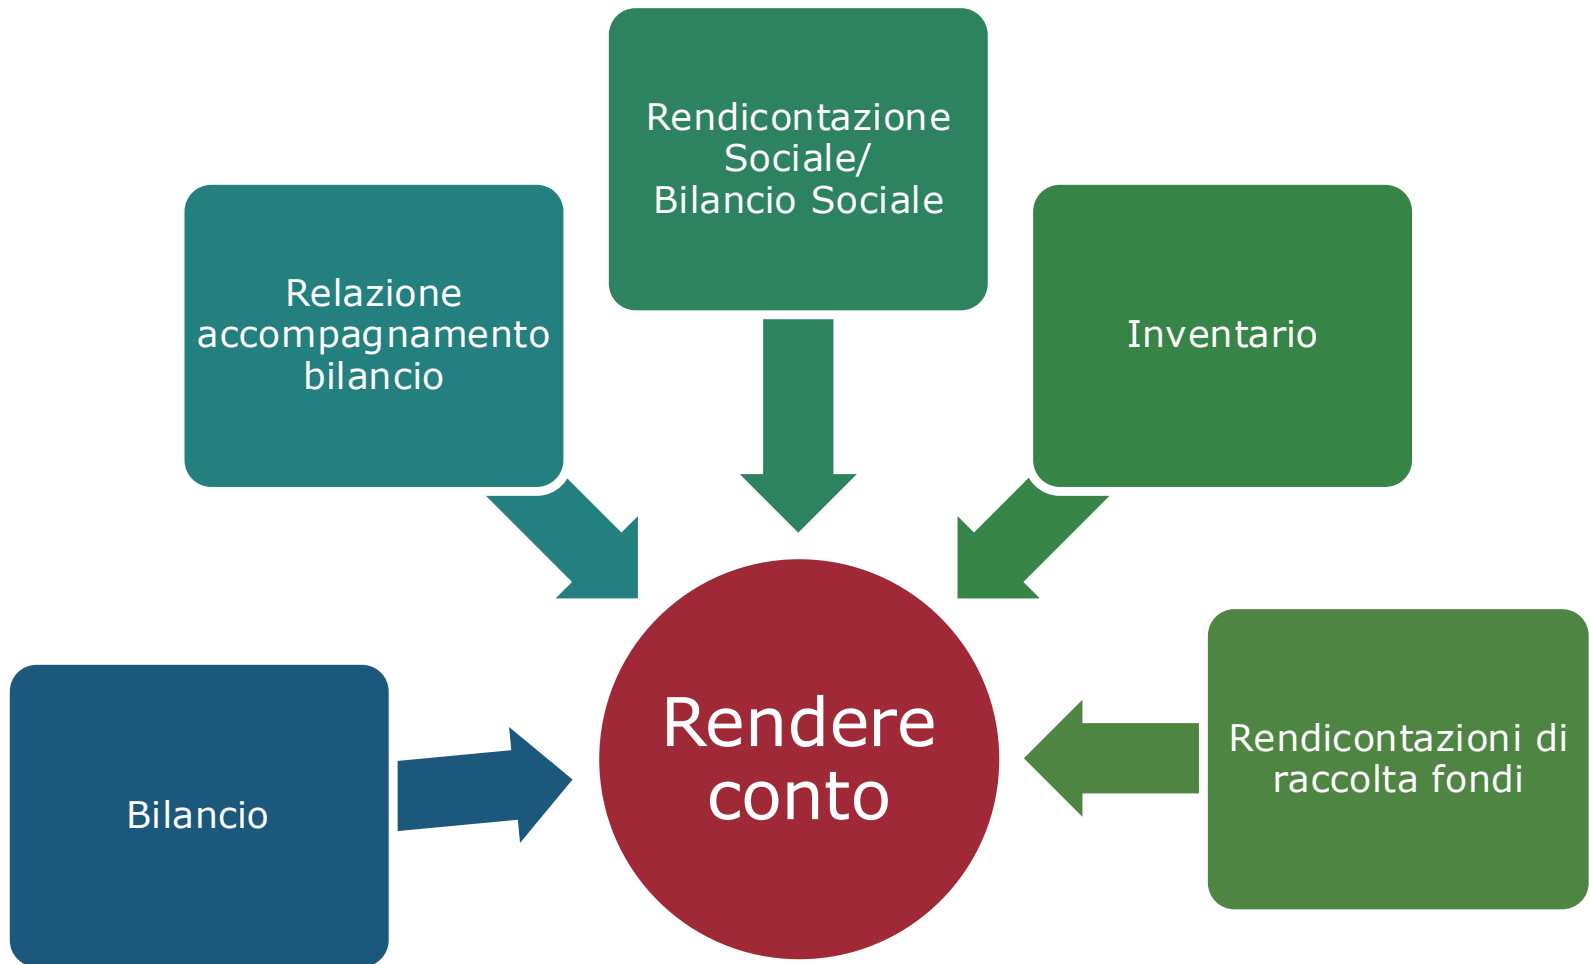 Rendicontazione
Sociale/
Bilancio Sociale
Relazione
accompagnamento
bilancio
Inventario
Rendere
conto
Rendicontazioni di
raccolta fondi
Bilancio